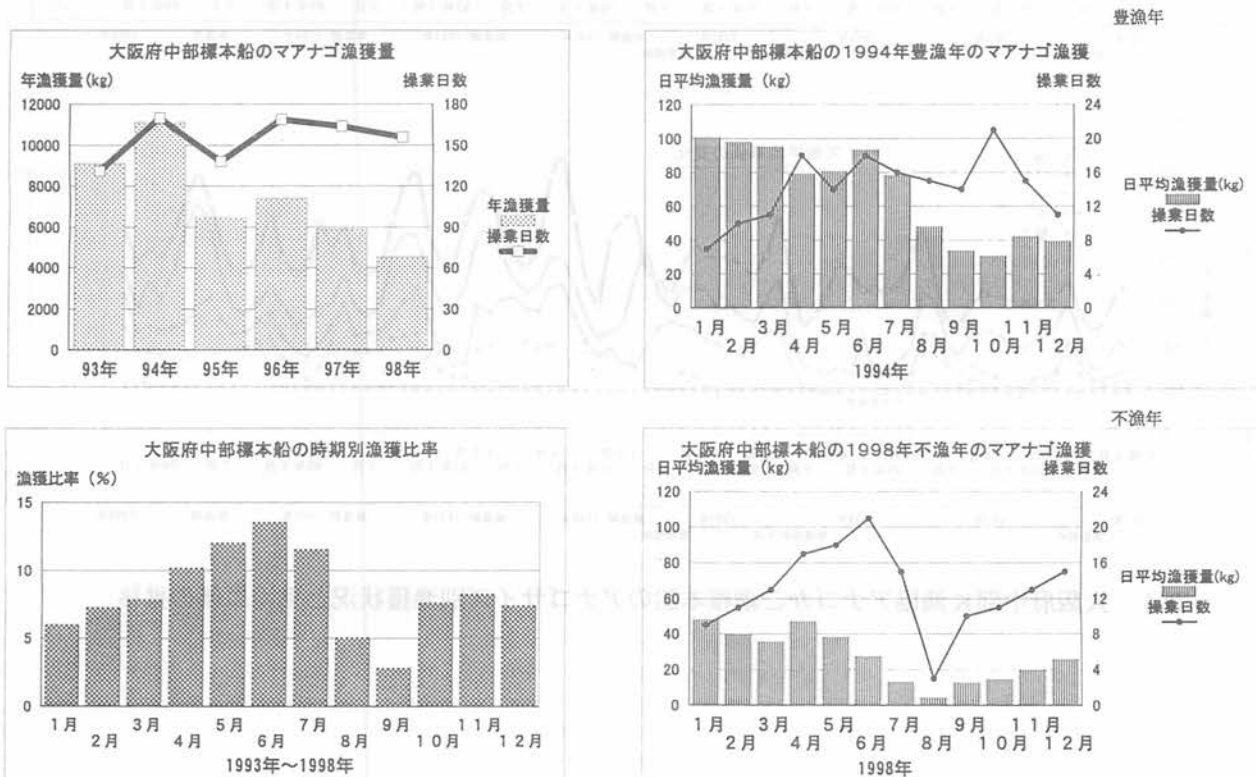 豊漁年
大阪府中部標本船のマアナゴ漁獲量
年漁獲量(kg) 操業日数
12000 180
10000 150
8000 120
6000 90
4000 60
2000 30
0 0
93年 94年 95年 96年 97年 98年
年漁獲量
操業日数
大阪府中部標本船の1994年豊漁年のマアナゴ漁獲
日平均漁獲量 (kg) 操業日数
120 24
100 20
80 16
60 12
40 8
20 4
0 0
1月 3月 5月 7月 9月 11月
2月 4月 6月 8月 10月 12月
1994年
日平均漁獲量(kg)
操業日数
大阪府中部標本船の時期別漁獲比率
漁獲比率 (%)
15
10
5
0
1月 3月 5月 7月 9月 11月
2月 4月 6月 8月 10月 12月
1993年～1998年
不漁年
大阪府中部標本船の1998年不漁年のマアナゴ漁獲
日平均漁獲量 (kg) 操業日数
120 24
100 20
80 16
60 12
40 8
20 4
0 0
1月 3月 5月 7月 9月 11月
2月 4月 6月 8月 10月 12月
1998年
日平均漁獲量(kg)
操業日数